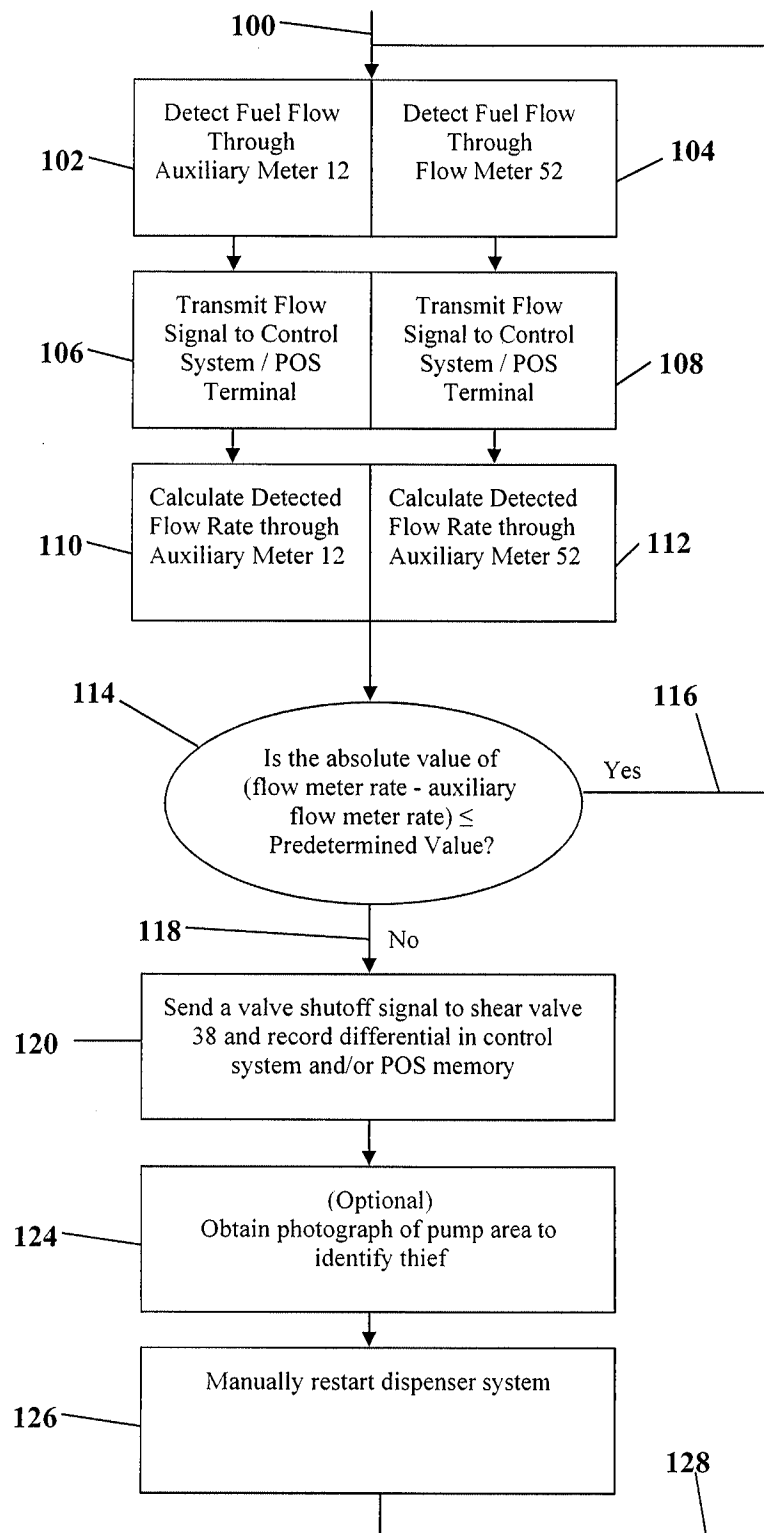 100
Detect Fuel Flow
Through
Auxiliary Meter 12
Detect Fuel Flow
Through
Flow Meter 52
102
104
Transmit Flow
Signal to Control
System / POS
Terminal
Transmit Flow
Signal to Control
System / POS
Terminal
106
108
Calculate Detected
Flow Rate through
Auxiliary Meter 12
Calculate Detected
Flow Rate through
Auxiliary Meter 52
110
112
114
116
Is the absolute value of
(flow meter rate - auxiliary
flow meter rate) ≤
Predetermined Value?
Yes
118
No
Send a valve shutoff signal to shear valve
38 and record differential in control
system and/or POS memory
120
(Optional)
Obtain photograph of pump area to
identify thief
124
Manually restart dispenser system
126
128